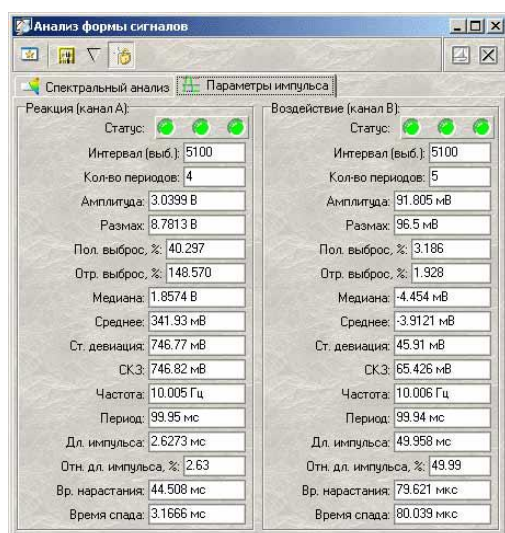 Анализ формы сигналов
Спектральный анализ Параметры импульса
Реакция (канал A)
Статус:
Интервал (выб.): 5100
Кол-во периодов: 4
Амплитуда: 3.0399 В
Размах: 8.7813 В
Пол. выброс, %: 40.297
Отр. выброс, %: 148.570
Медиана: 1.8574 В
Среднее: 341.93 мВ
Ст. девиация: 746.77 мВ
СКЗ: 746.82 мВ
Частота: 10.005 Гц
Период: 99.95 мс
Дл. импульса: 2.6273 мс
Отн. дл. импульса, %: 2.63
Вр. нарастания: 44.508 мс
Время спада: 3.1666 мс
Воздействие (канал B)
Статус:
Интервал (выб.): 5100
Кол-во периодов: 5
Амплитуда: 91.805 мВ
Размах: 96.5 мВ
Пол. выброс, %: 3.186
Отр. выброс, %: 1.928
Медиана: -4.454 мВ
Среднее: -3.9121 мВ
Ст. девиация: 45.91 мВ
СКЗ: 65.426 мВ
Частота: 10.006 Гц
Период: 99.94 мс
Дл. импульса: 49.958 мс
Отн. дл. импульса, %: 49.99
Вр. нарастания: 79.621 мкс
Время спада: 80.039 мкс